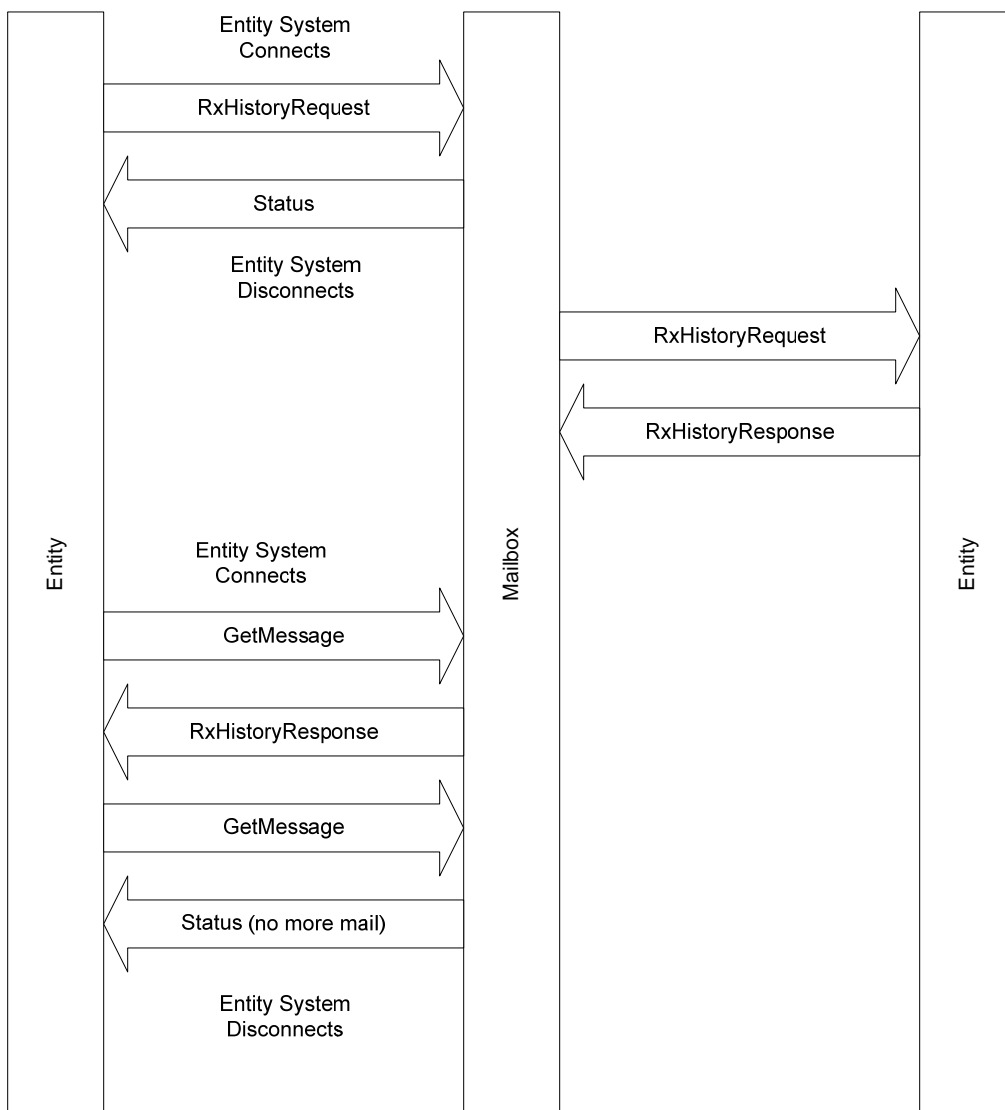 Entity System
Connects
RxHistoryRequest
Status
Entity System
Disconnects
RxHistoryRequest
RxHistoryResponse
Entity
Mailbox
Entity
Entity System
Connects
GetMessage
RxHistoryResponse
GetMessage
Status (no more mail)
Entity System
Disconnects